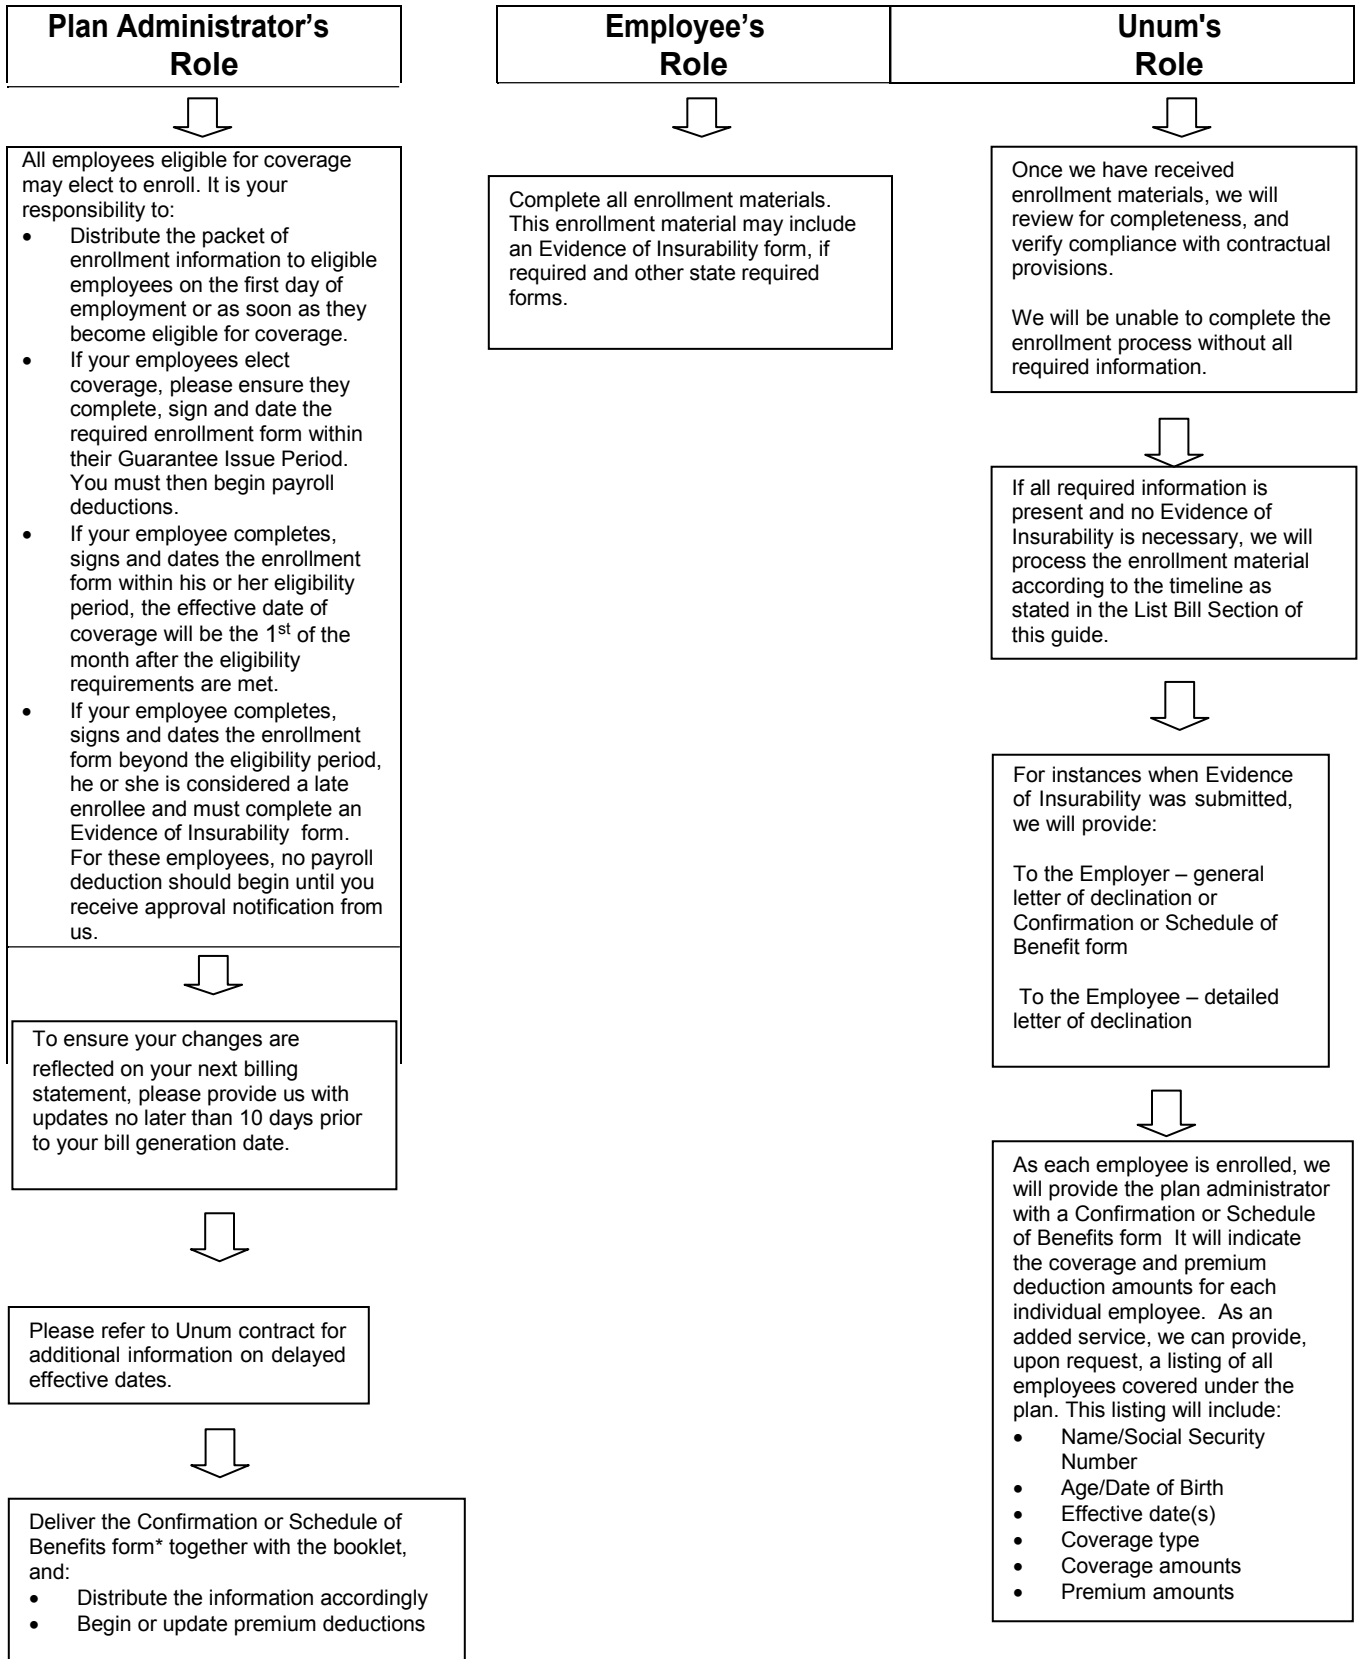 Plan Administrator's
Role
All employees eligible for coverage
may elect to enroll. It is your
responsibility to:
• Distribute the packet of
enrollment information to eligible
employees on the first day of
employment or as soon as they
become eligible for coverage.
• If your employees elect
coverage, please ensure they
complete, sign and date the
required enrollment form within
their Guarantee Issue Period.
You must then begin payroll
deductions.
• If your employee completes,
signs and dates the enrollment
form within his or her eligibility
period, the effective date of
coverage will be the 1st of the
month after the eligibility
requirements are met.
• If your employee completes,
signs and dates the enrollment
form beyond the eligibility period,
he or she is considered a late
enrollee and must complete an
Evidence of Insurability form.
For these employees, no payroll
deduction should begin until you
receive approval notification from
us.
To ensure your changes are
reflected on your next billing
statement, please provide us with
updates no later than 10 days prior
to your bill generation date.
Please refer to Unum contract for
additional information on delayed
effective dates.
Deliver the Confirmation or Schedule of
Benefits form* together with the booklet,
and:
• Distribute the information accordingly
• Begin or update premium deductions
Employee's
Role
Complete all enrollment materials.
This enrollment material may include
an Evidence of Insurability form, if
required and other state required
forms.
Unum's
Role
Once we have received
enrollment materials, we will
review for completeness, and
verify compliance with contractual
provisions.
We will be unable to complete the
enrollment process without all
required information.
If all required information is
present and no Evidence of
Insurability is necessary, we will
process the enrollment material
according to the timeline as
stated in the List Bill Section of
this guide.
For instances when Evidence
of Insurability was submitted,
we will provide:
To the Employer – general
letter of declination or
Confirmation or Schedule of
Benefit form
To the Employee – detailed
letter of declination
As each employee is enrolled, we
will provide the plan administrator
with a Confirmation or Schedule
of Benefits form It will indicate
the coverage and premium
deduction amounts for each
individual employee. As an
added service, we can provide,
upon request, a listing of all
employees covered under the
plan. This listing will include:
• Name/Social Security
Number
• Age/Date of Birth
• Effective date(s)
• Coverage type
• Coverage amounts
• Premium amounts